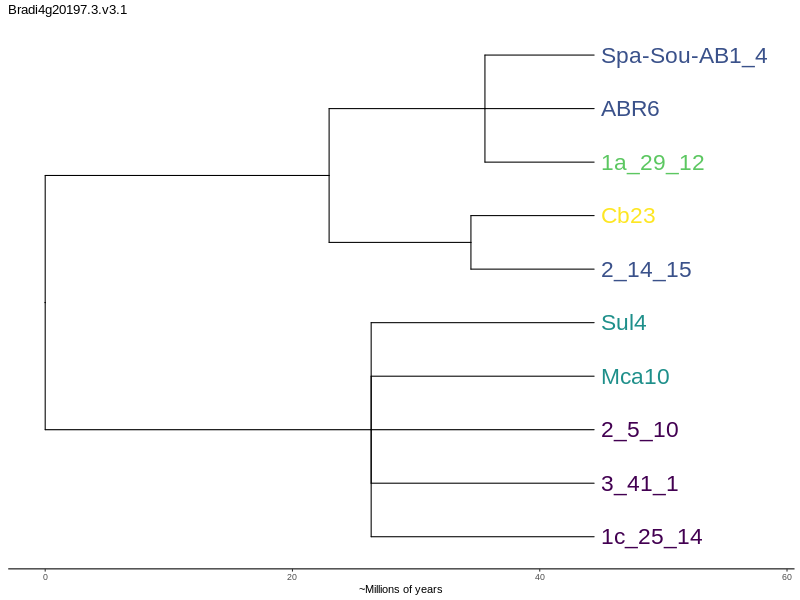 Bradi4g20197.3.v3.1
Spa-Sou-AB1_4
ABR6
1a_29_12
Cb23
2_14_15
Sul4
Mca10
2_5_10
3_41_1
1c_25_14
0 20 40 60
~Millions of years